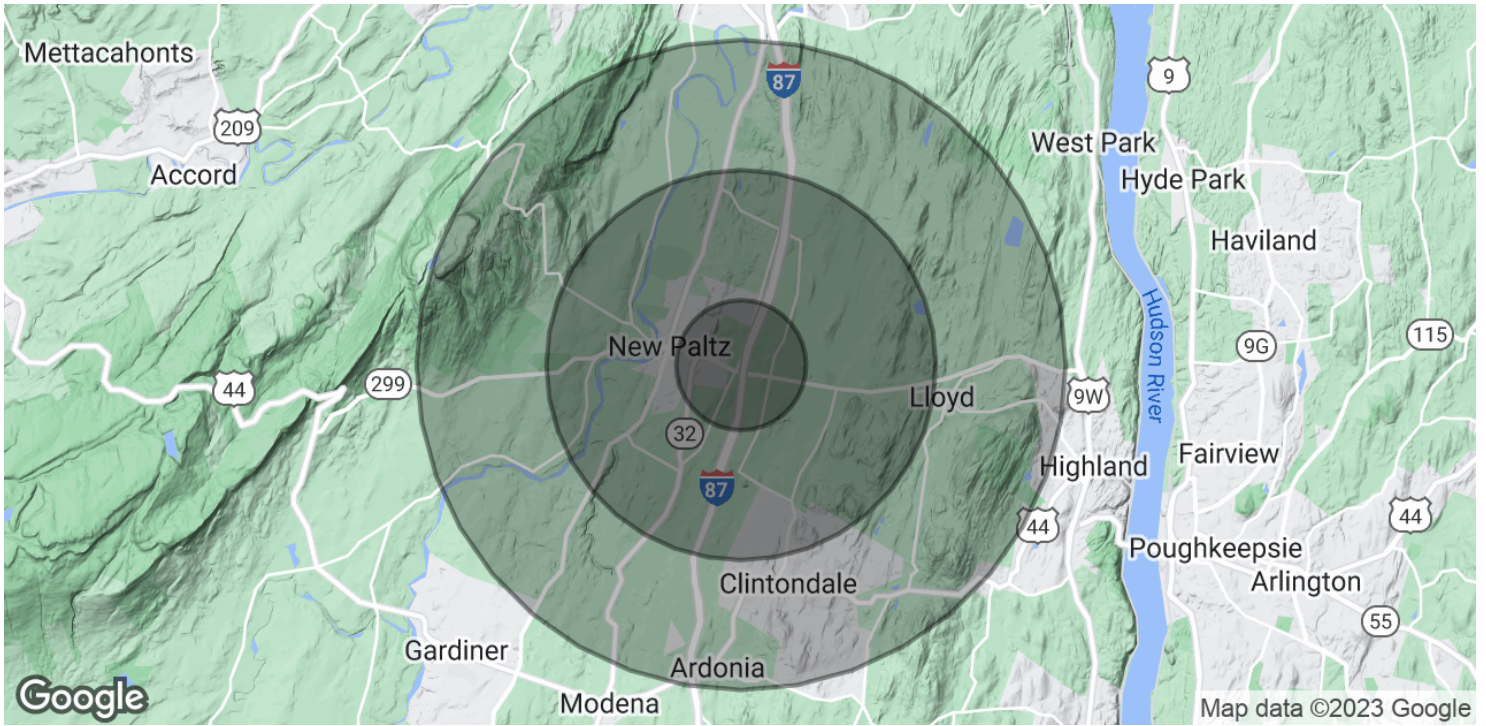 Mettacahonts
87
9
209
West Park
Accord
Hyde Park
Haviland
Hudson River
115
9G
New Paltz
299
44
9W
Lloyd
32
Highland
Fairview
87
44
44
Poughkeepsie
Arlington
Clintondale
55
Gardiner
Ardonia
Modena
Google
Map data ©2023 Google